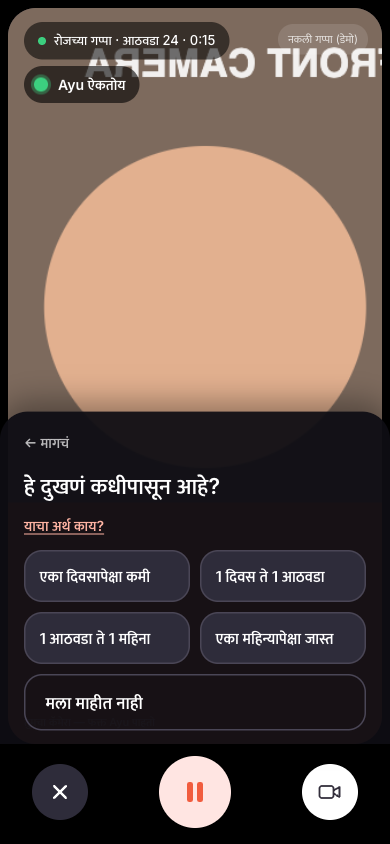 रोजच्या गप्पा · आठवडा 24 · 0:15
नकली गप्पा (डेमो)
FRONT CAMERA
Ayu ऐकतोय
← मागचं
हे दुखणं कधीपासून आहे?
याचा अर्थ काय?
एका दिवसापेक्षा कमी
1 दिवस ते 1 आठवडा
1 आठवडा ते 1 महिना
एका महिन्यापेक्षा जास्त
मला माहीत नाही